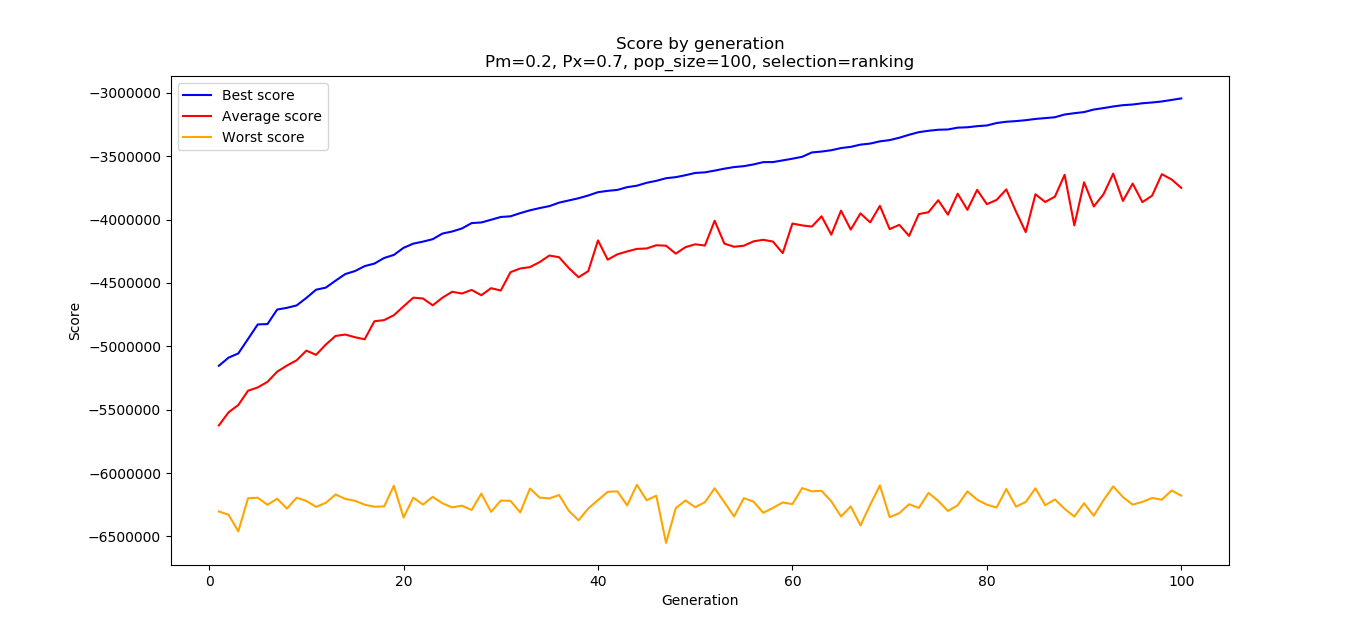 Score by generation
Pm=0.2, Px=0.7, pop_size=100, selection=ranking
Best score
Average score
Worst score
−3000000
−3500000
−4000000
−4500000
−5000000
−5500000
−6000000
−6500000
Score
0 20 40 60 80 100
Generation